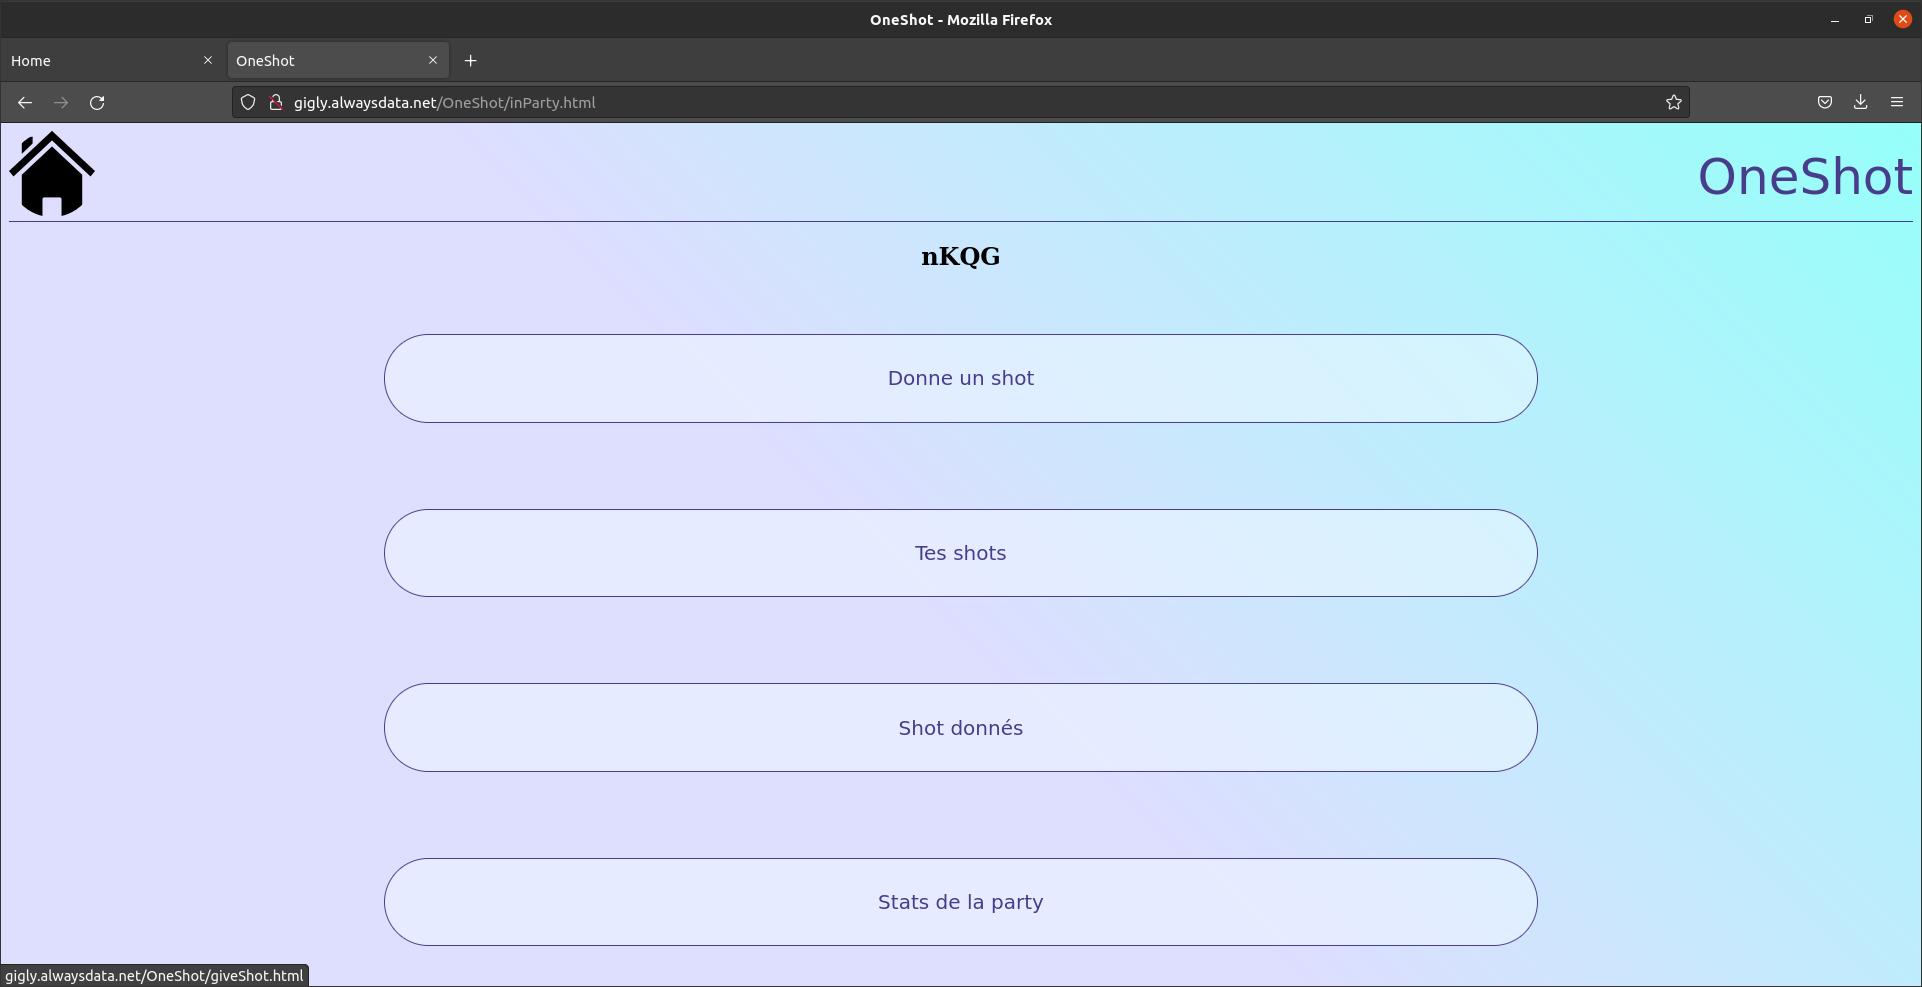 OneShot - Mozilla Firefox
Home
OneShot
gigly.alwaysdata.net/OneShot/inParty.html
OneShot
nKQG
Donne un shot
Tes shots
Shot donnés
Stats de la party
gigly.alwaysdata.net/OneShot/giveShot.html